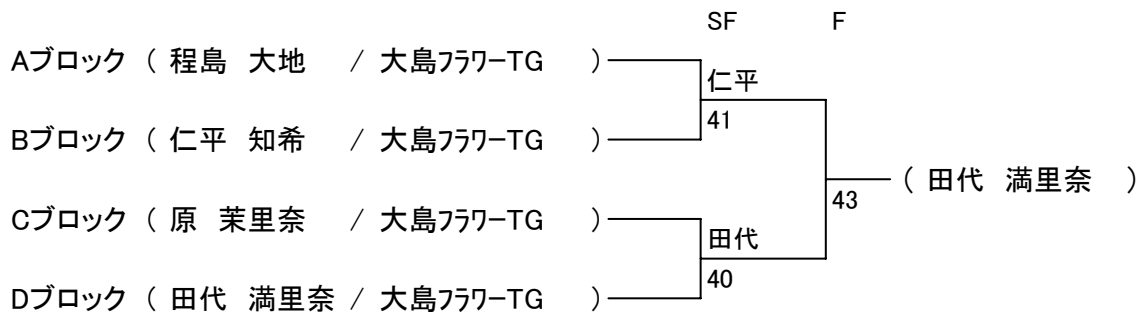 SF F
Aブロック ( 程島 大地 / 大島フラワーTG )
仁平
41
Bブロック ( 仁平 知希 / 大島フラワーTG )
( 田代 満里奈 )
43
Cブロック ( 原 茉里奈 / 大島フラワーTG )
田代
40
Dブロック ( 田代 満里奈 / 大島フラワーTG )